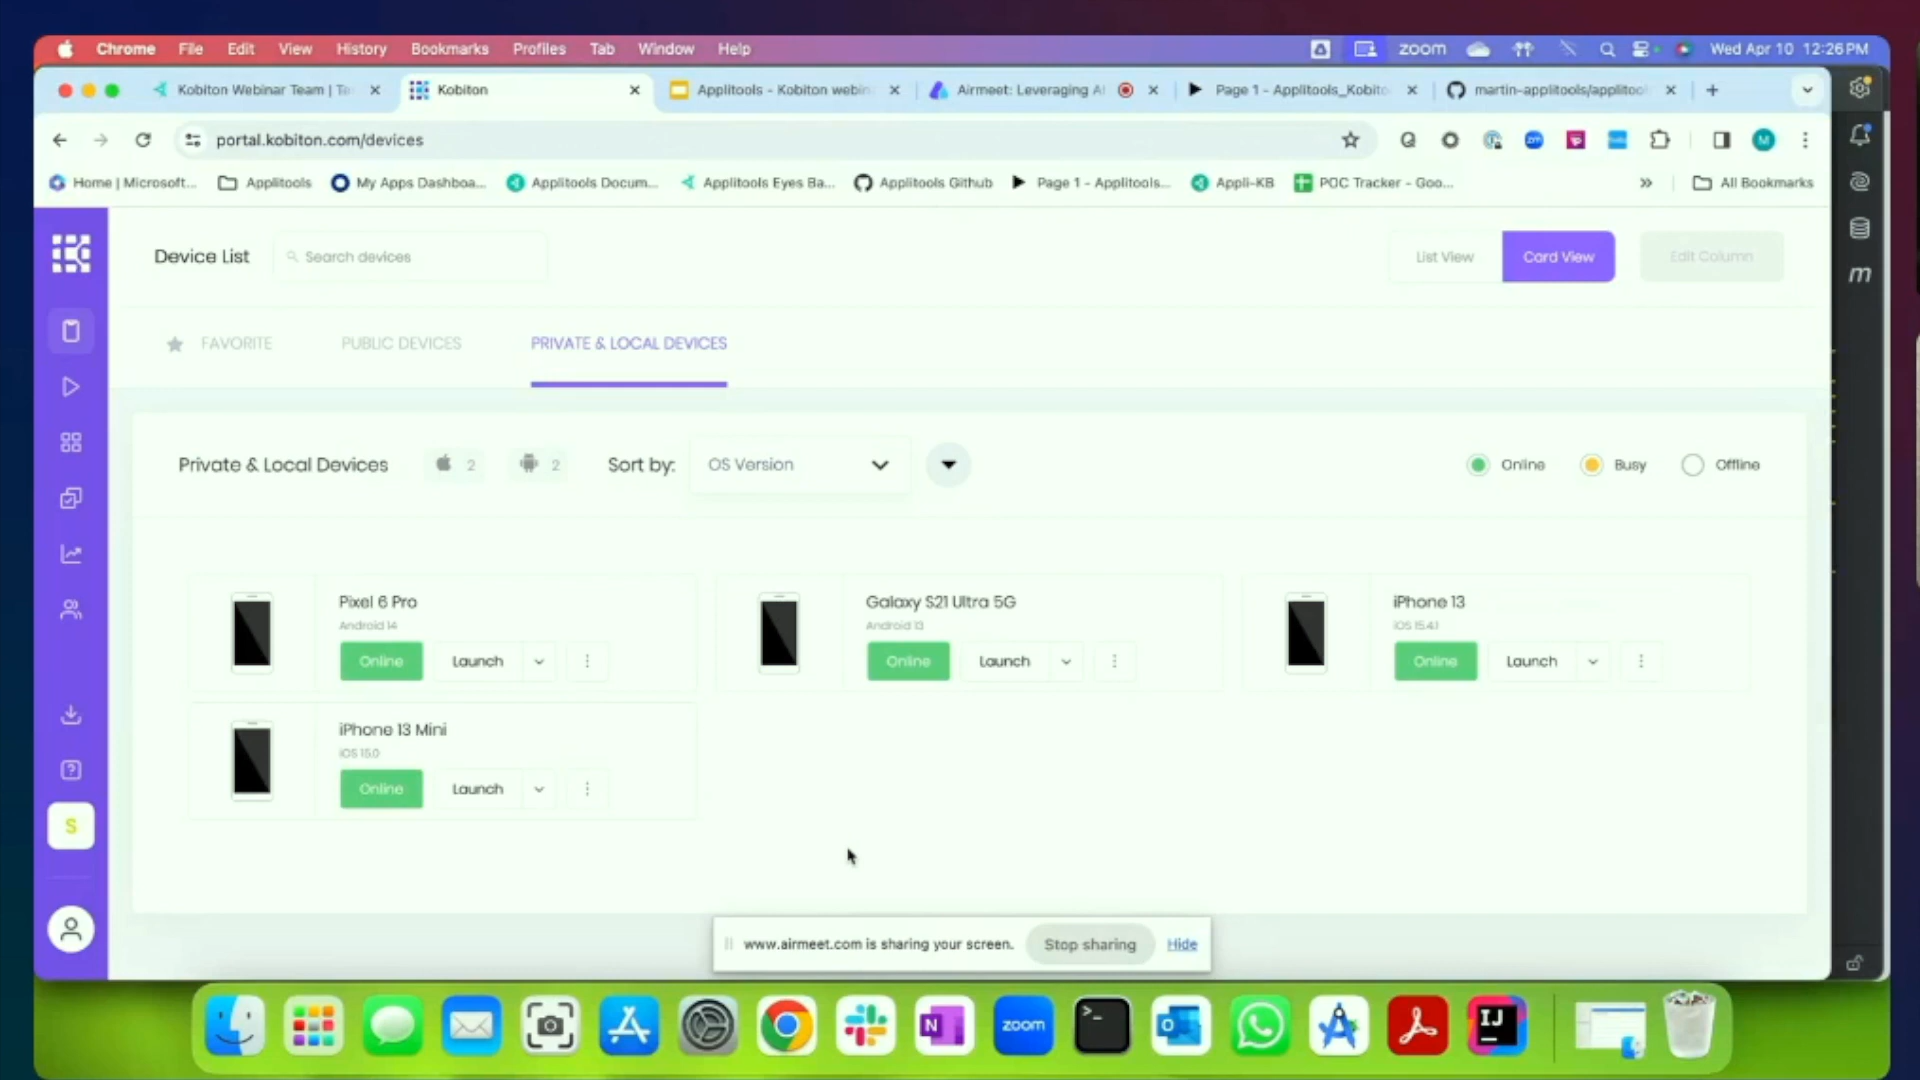 Chrome File Edit View History Bookmarks Profiles Tab Window Help zoom Wed Apr 10 12:26 PM
Kobiton Webinar Team | Te Kobiton Applitools - Kobiton webin Airmeet: Leveraging A Page 1 - Applitools_Kobito martin-applitools/applitool
portal.kobiton.com/devices
Home | Microsoft... Applitools My Apps Dashboa... Applitools Docum... Applitools Eyes Ba... Applitools Github Page 1 - Applitools... Appli-KB POC Tracker - Goo... » All Bookmarks
Device List Search devices List View Card View Edit Column
FAVORITE PUBLIC DEVICES PRIVATE & LOCAL DEVICES
Private & Local Devices 2 2 Sort by: OS Version Online Busy Offline
Pixel 6 Pro Galaxy S21 Ultra 5G iPhone 13
Android 14 Android 13 iOS 15.4.1
Online Launch Online Launch Online Launch
iPhone 13 Mini
iOS 15.0
Online Launch
S
www.airmeet.com is sharing your screen. Stop sharing Hide
N zoom >_ O IJ